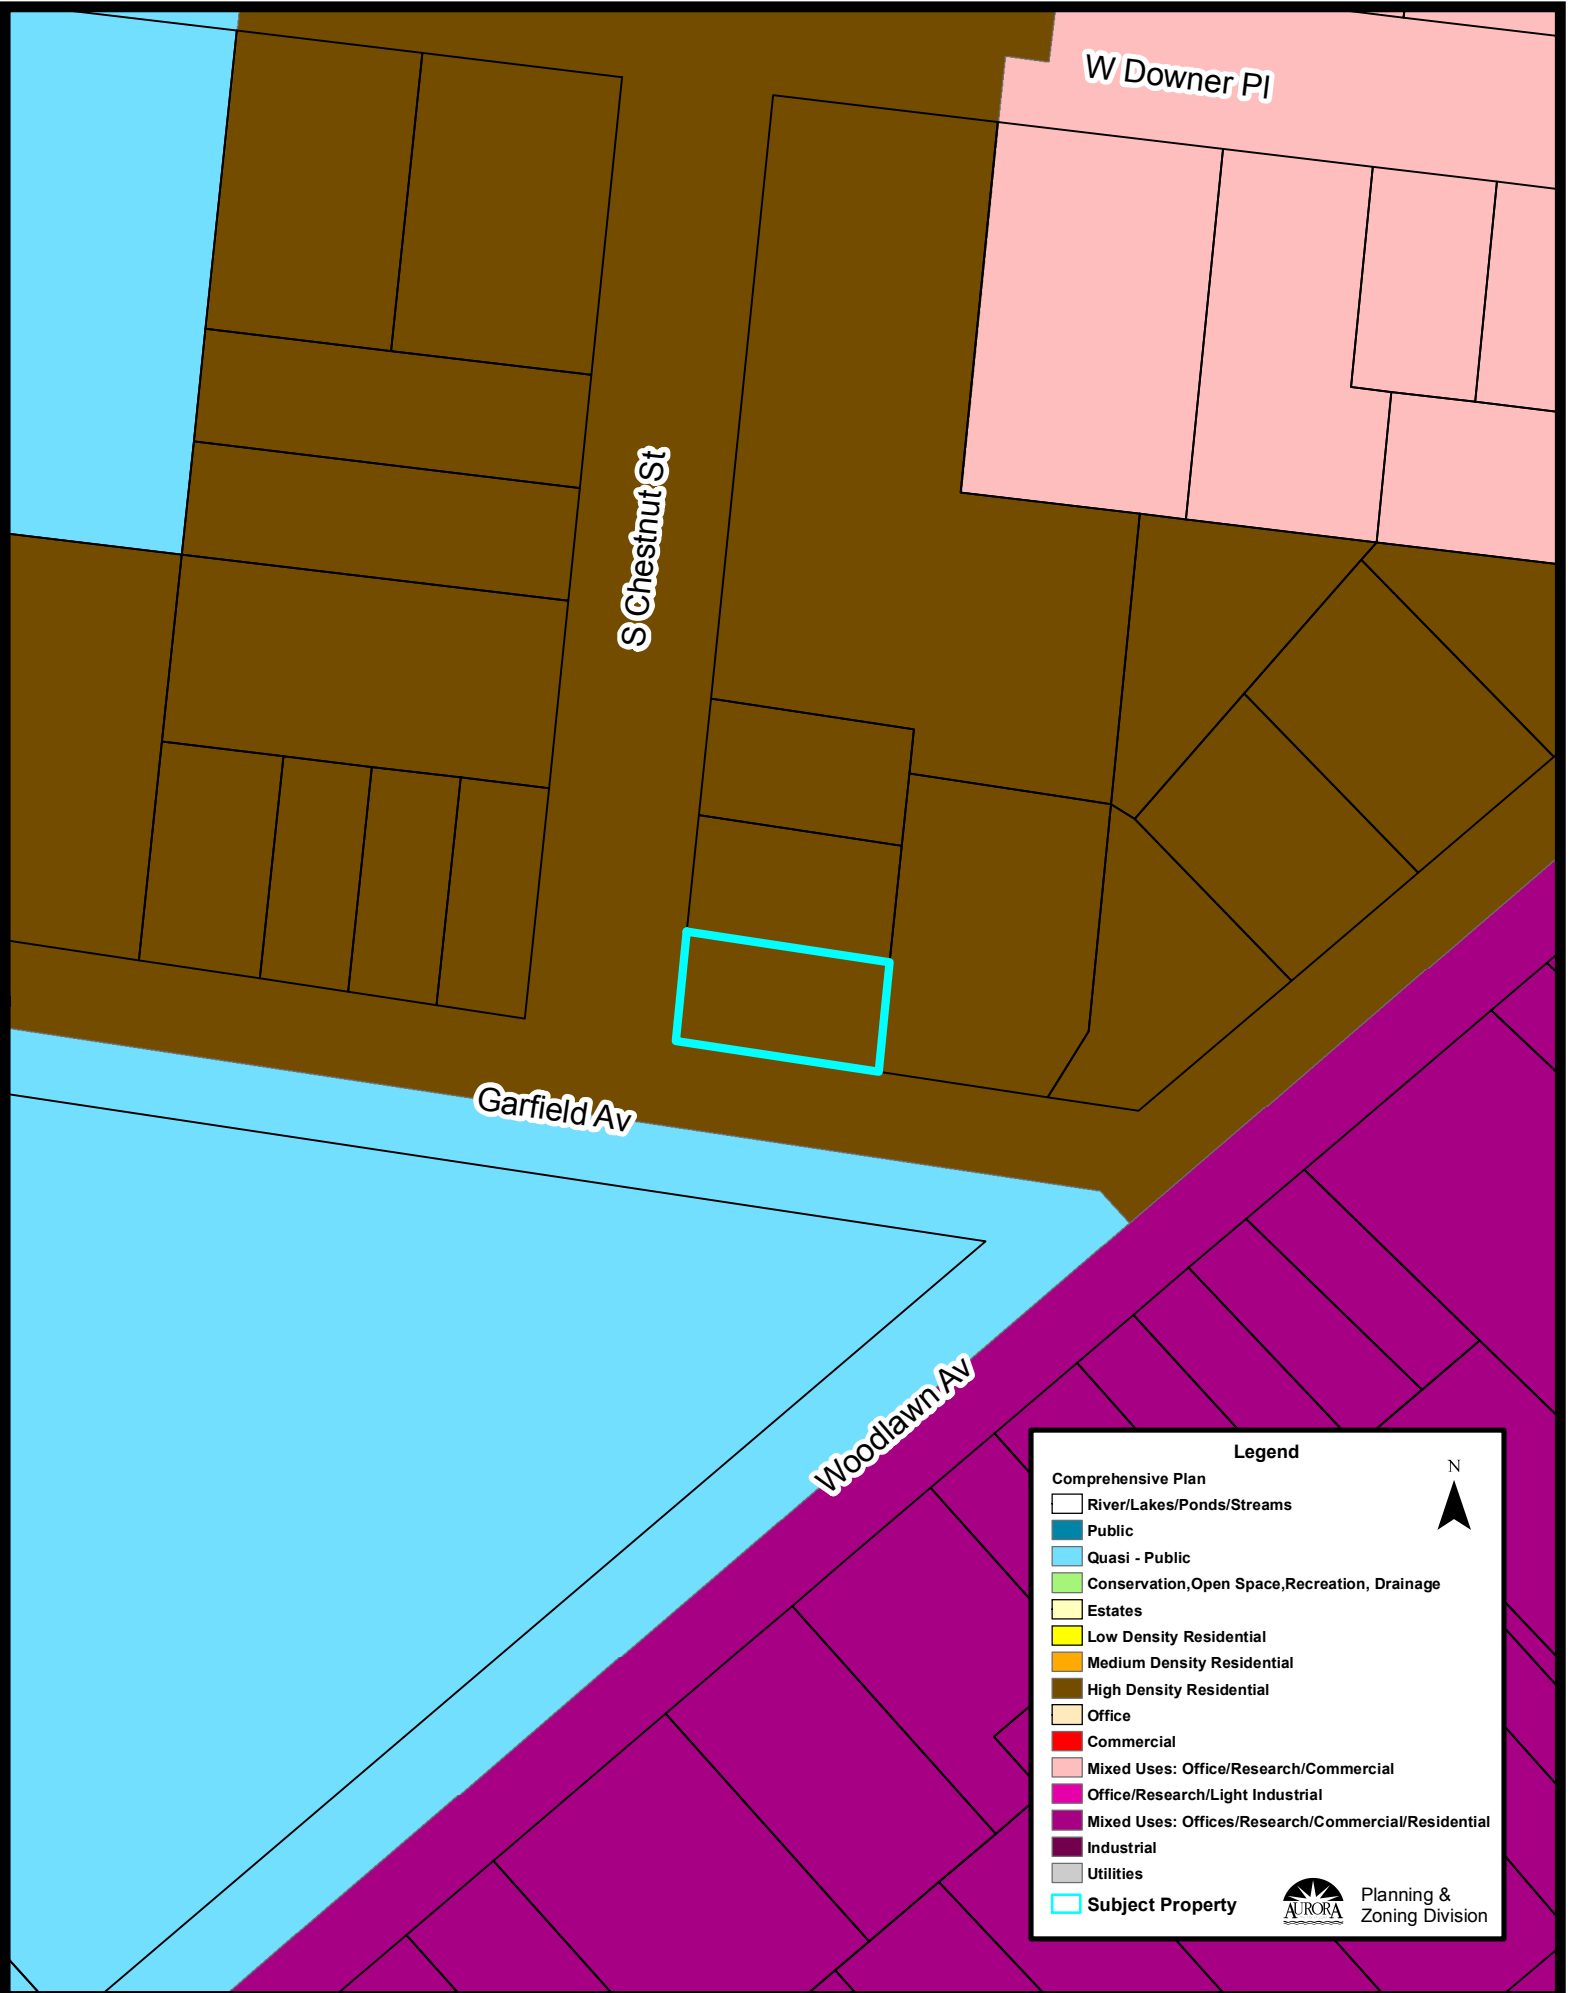 W Downer Pl
S Chestnut St
Garfield Av
Woodlawn Av
Legend
N
Comprehensive Plan
River/Lakes/Ponds/Streams
Public
Quasi - Public
Conservation,Open Space,Recreation, Drainage
Estates
Low Density Residential
Medium Density Residential
High Density Residential
Office
Commercial
Mixed Uses: Office/Research/Commercial
Office/Research/Light Industrial
Mixed Uses: Offices/Research/Commercial/Residential
Industrial
Utilities
Subject Property
AURORA
Planning &
Zoning Division